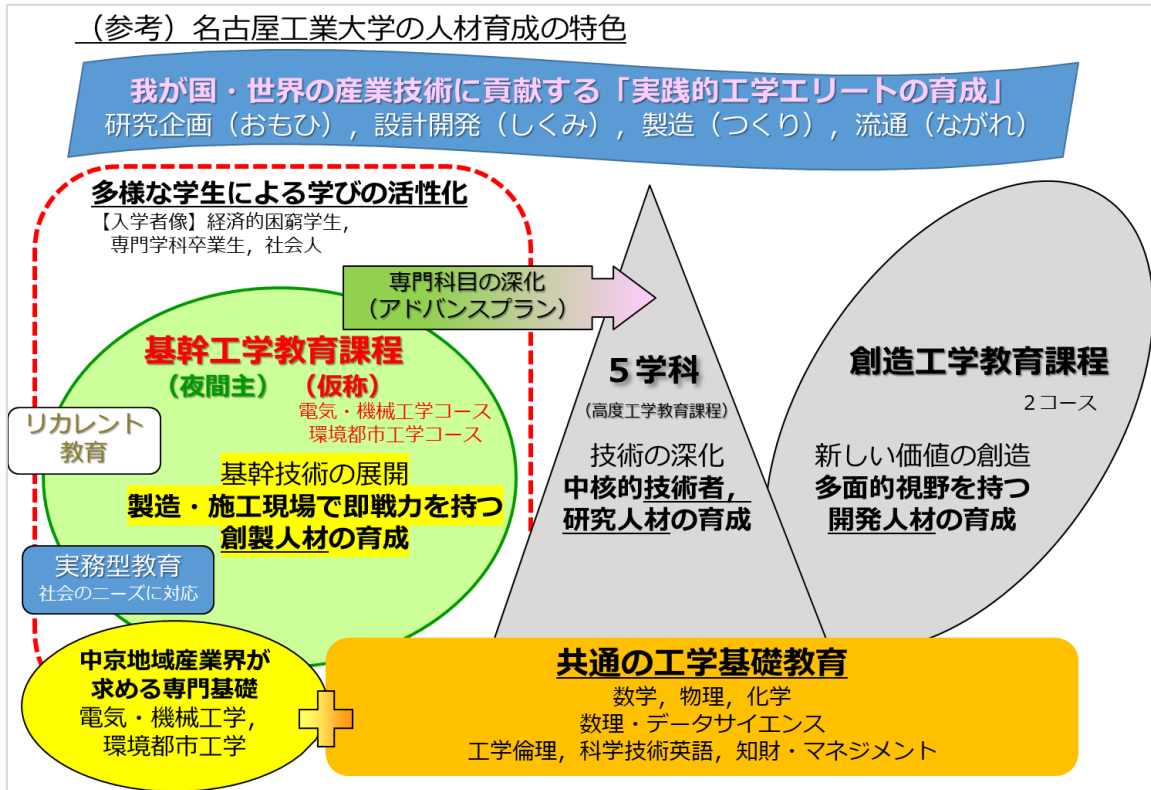 （参考）名古屋工業大学の人材育成の特色
我が国・世界の産業技術に貢献する「実践的工学エリートの育成」
研究企画（おもひ）, 設計開発（しくみ）, 製造（つくり）, 流通（ながれ）
多様な学生による学びの活性化
【入学者像】経済的困窮学生,
専門学科卒業生, 社会人
専門科目の深化
（アドバンスプラン）
基幹工学教育課程
（夜間主）（仮称）
電気・機械工学コース
環境都市工学コース
リカレント
教育
基幹技術の展開
製造・施工現場で即戦力を持つ
創製人材の育成
実務型教育
社会のニーズに対応
５学科
（高度工学教育課程）
技術の深化
中核的技術者,
研究人材の育成
創造工学教育課程
２コース
新しい価値の創造
多面的視野を持つ
開発人材の育成
中京地域産業界が
求める専門基礎
電気・機械工学,
環境都市工学
共通の工学基礎教育
数学, 物理, 化学
数理・データサイエンス
工学倫理, 科学技術英語, 知財・マネジメント